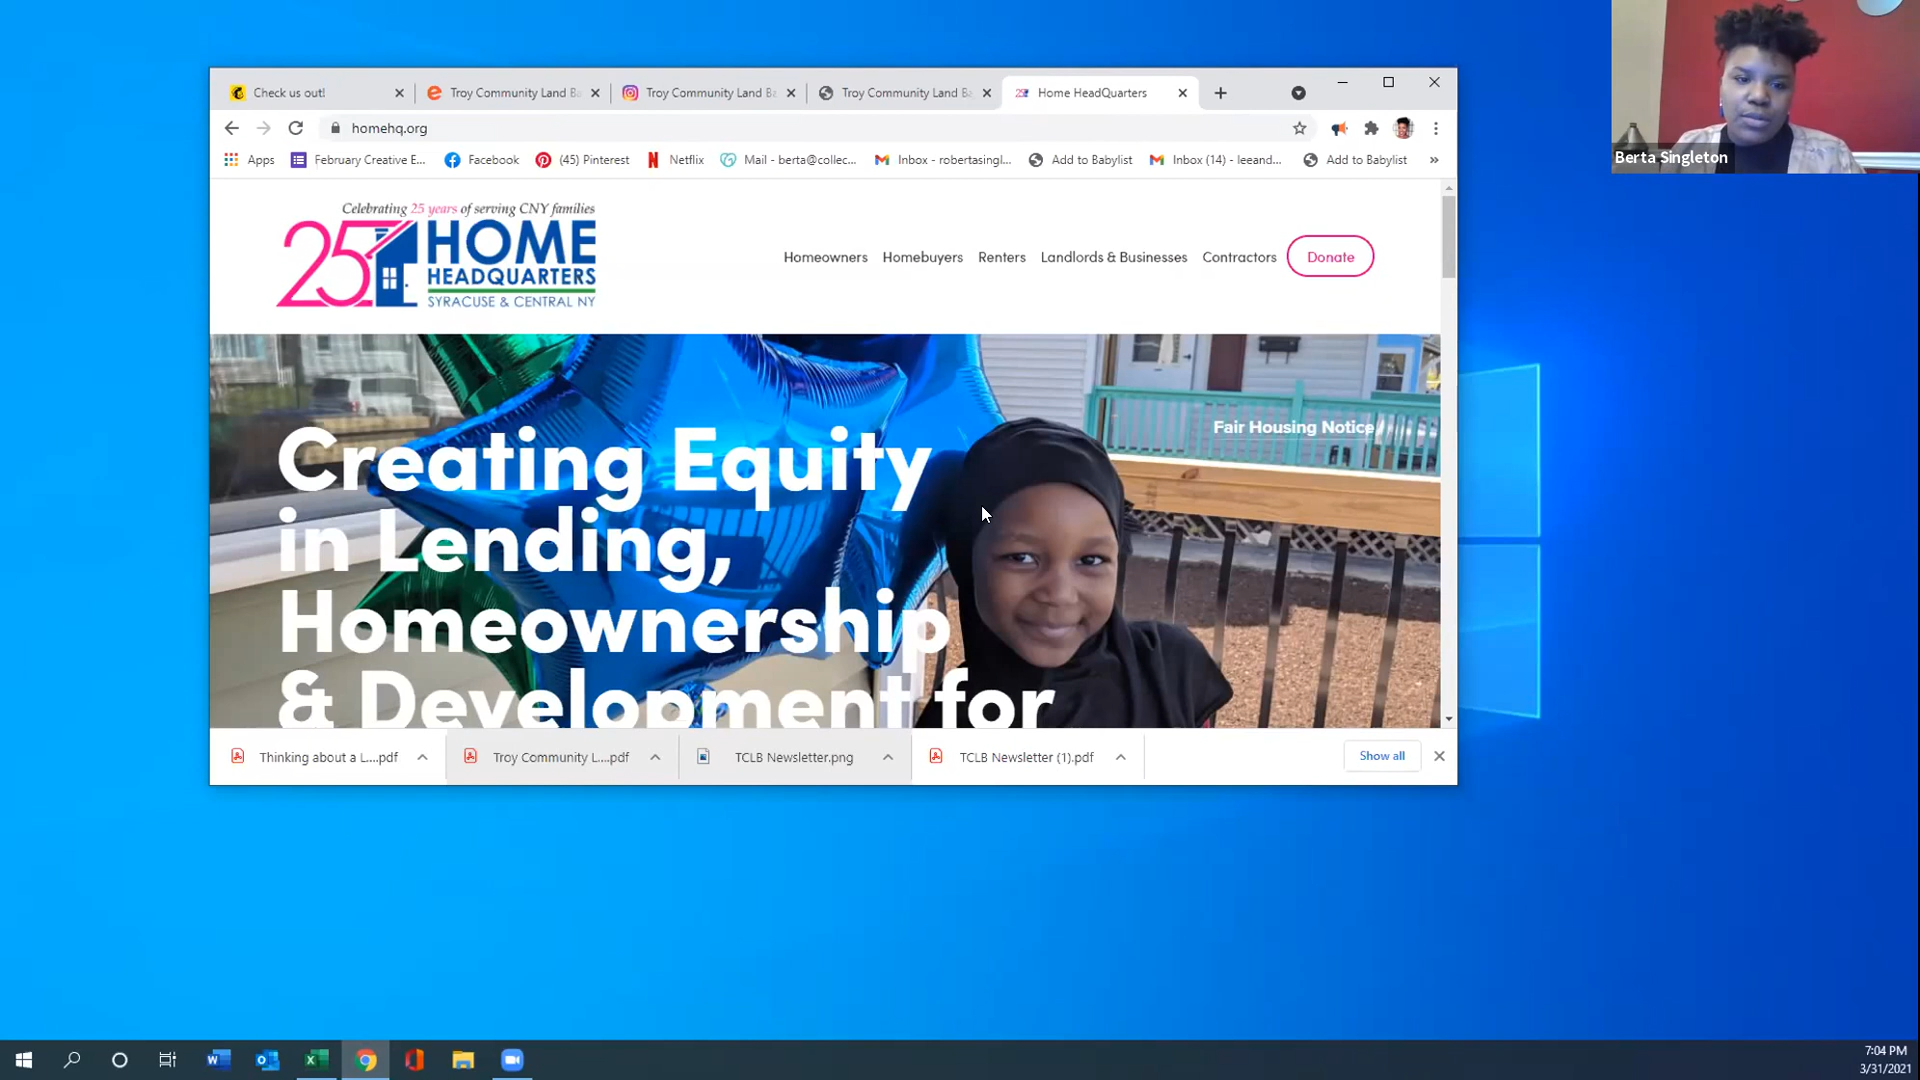 Check us out!
Troy Community Land Ba
Troy Community Land Ba
Troy Community Land Ba
Home HeadQuarters
homehq.org
Apps
February Creative E...
Facebook
(45) Pinterest
Netflix
Mail - berta@collec...
Inbox - robertasingl...
Add to Babylist
Inbox (14) - leeand...
Add to Babylist
»
Berta Singleton
Celebrating 25 years of serving CNY families
25
HOME
HEADQUARTERS
SYRACUSE & CENTRAL NY
Homeowners
Homebuyers
Renters
Landlords & Businesses
Contractors
Donate
Fair Housing Notice
Creating Equity
in Lending,
Homeownership
& Development for
Thinking about a L....pdf
Troy Community L....pdf
TCLB Newsletter.png
TCLB Newsletter (1).pdf
Show all
7:04 PM
3/31/2021